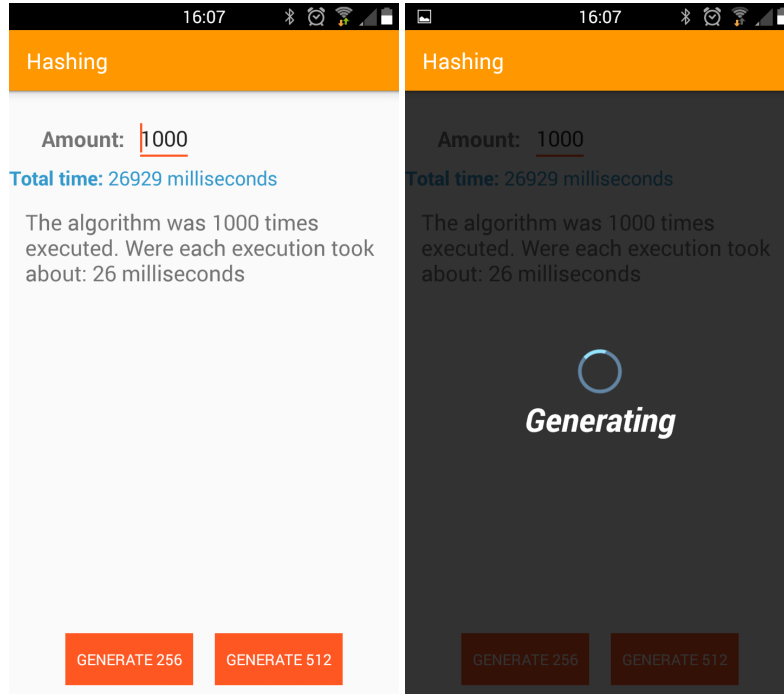 16:07
Hashing
Amount: 1000
Total time: 26929 milliseconds
The algorithm was 1000 times
executed. Were each execution took
about: 26 milliseconds
GENERATE 256
GENERATE 512
16:07
Hashing
Amount: 1000
Total time: 26929 milliseconds
The algorithm was 1000 times
executed. Were each execution took
about: 26 milliseconds
Generating
GENERATE 256
GENERATE 512